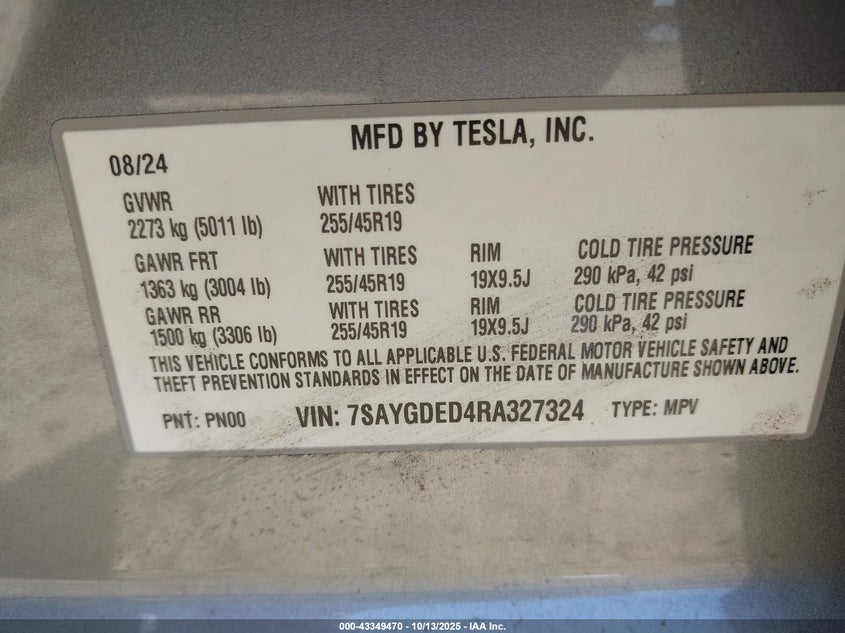 MFD BY TESLA, INC.
08/24
GVWR WITH TIRES
2273 kg (5011 lb) 255/45R19
GAWR FRT WITH TIRES RIM COLD TIRE PRESSURE
1363 kg (3004 lb) 255/45R19 19X9.5J 290 kPa, 42 psi
GAWR RR WITH TIRES RIM COLD TIRE PRESSURE
1500 kg (3306 lb) 255/45R19 19X9.5J 290 kPa, 42 psi
THIS VEHICLE CONFORMS TO ALL APPLICABLE U.S. FEDERAL MOTOR VEHICLE SAFETY AND
THEFT PREVENTION STANDARDS IN EFFECT ON THE DATE OF MANUFACTURE SHOWN ABOVE.
PNT: PN00 VIN: 7SAYGDED4RA327324 TYPE: MPV
000-43349470 - 10/13/2025 - IAA Inc.